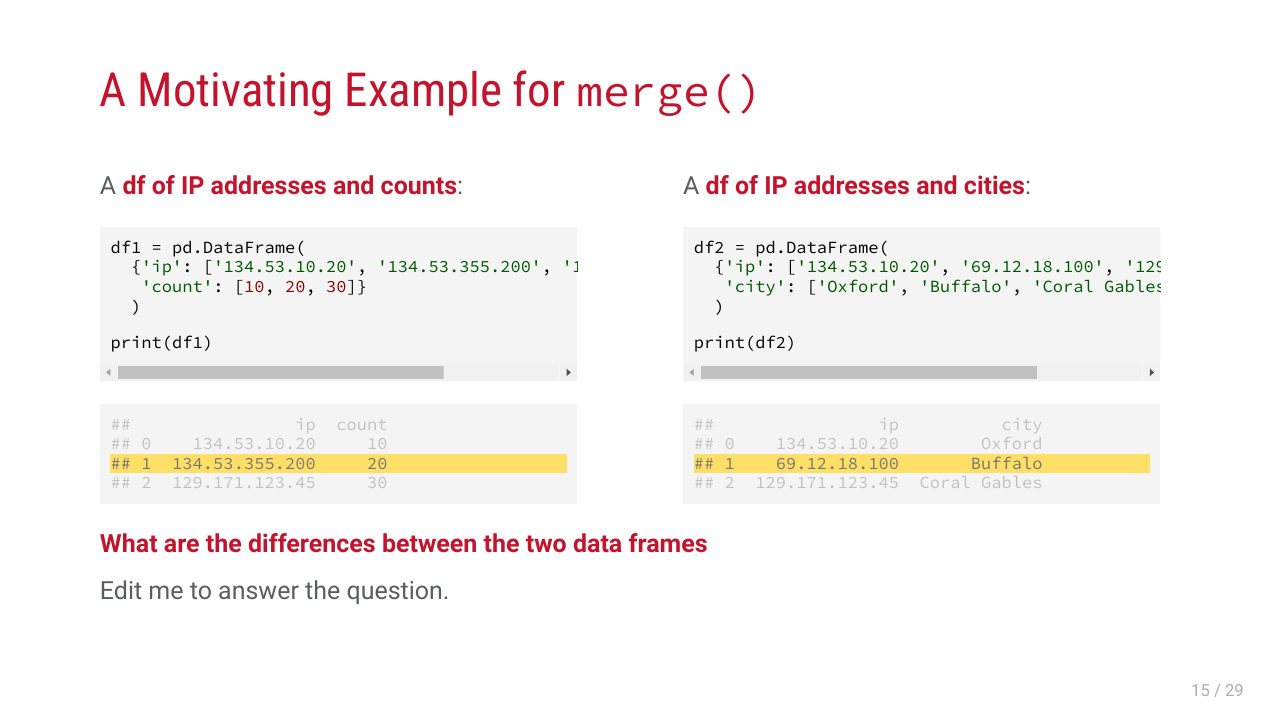 A Motivating Example for merge()
A df of IP addresses and counts:
df1 = pd.DataFrame(
  {'ip': ['134.53.10.20', '134.53.355.200', '1
   'count': [10, 20, 30]}
  )
print(df1)
##                ip  count
## 0    134.53.10.20     10
## 1  134.53.355.200     20
## 2  129.171.123.45     30
A df of IP addresses and cities:
df2 = pd.DataFrame(
  {'ip': ['134.53.10.20', '69.12.18.100', '129
   'city': ['Oxford', 'Buffalo', 'Coral Gables
  )
print(df2)
##                ip          city
## 0    134.53.10.20        Oxford
## 1    69.12.18.100       Buffalo
## 2  129.171.123.45  Coral Gables
What are the differences between the two data frames
Edit me to answer the question.
15 / 29